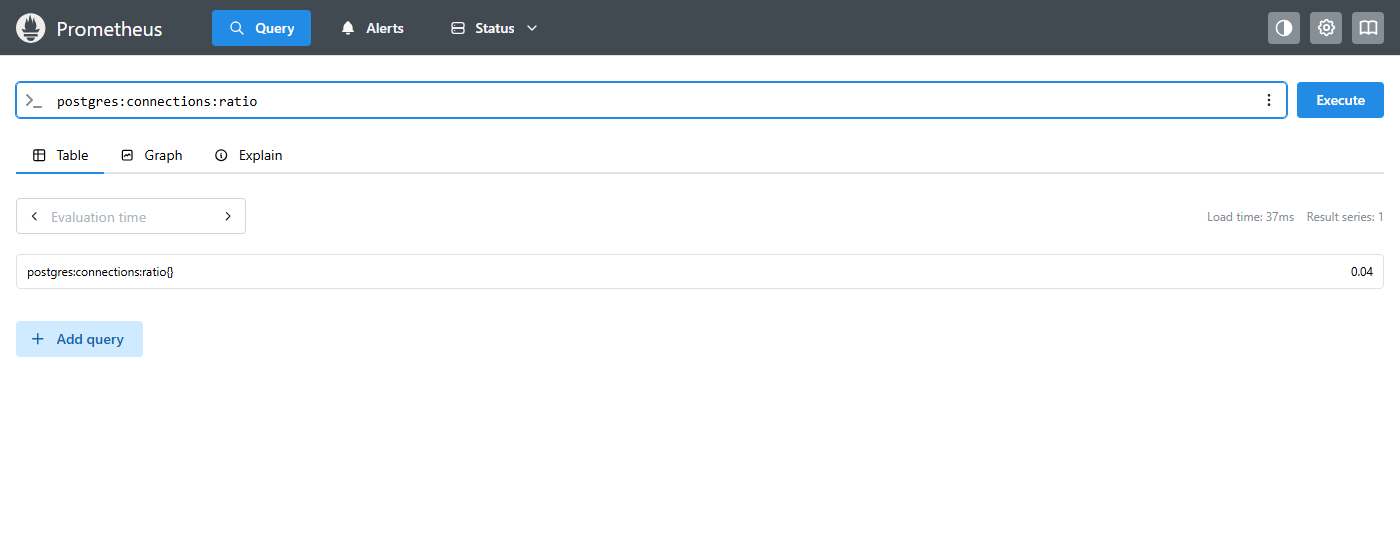 Prometheus Query Alerts Status
>_ postgres:connections:ratio Execute
Table Graph Explain
Evaluation time Load time: 37ms Result series: 1
postgres:connections:ratio{} 0.04
+ Add query